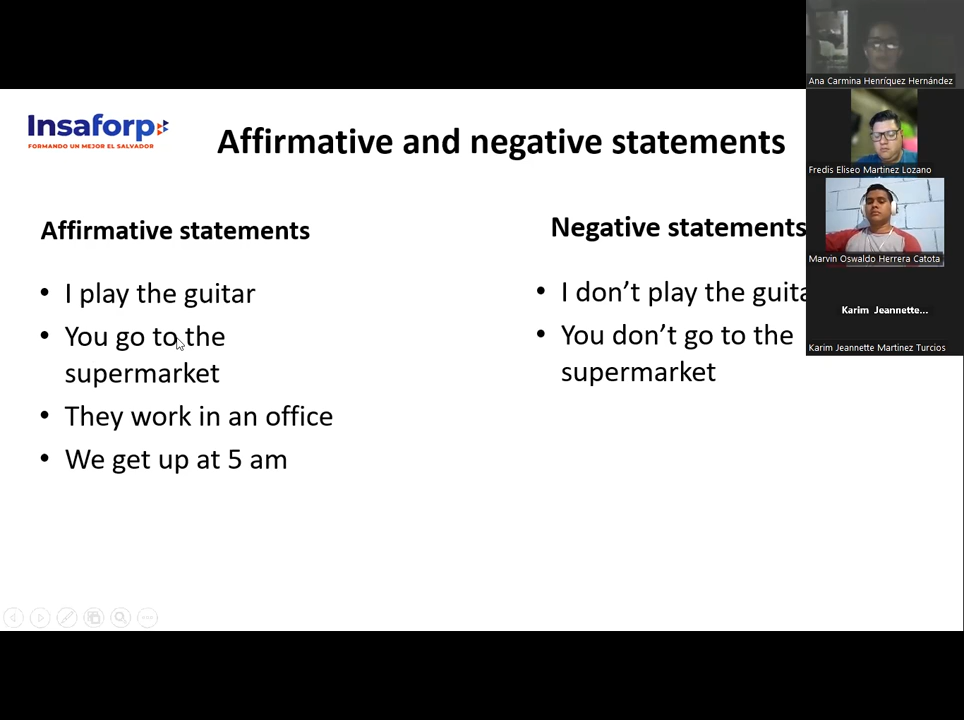 Insaforp
FORMANDO UN MEJOR EL SALVADOR
Affirmative and negative statements
Affirmative statements
• I play the guitar
• You go to the
supermarket
• They work in an office
• We get up at 5 am
Negative statements
• I don’t play the guita
• You don’t go to the
supermarket
Ana Carmina Henríquez Hernández
Fredis Eliseo Martinez Lozano
Marvin Oswaldo Herrera Catota
Karim Jeannette...
Karim Jeannette Martinez Turcios